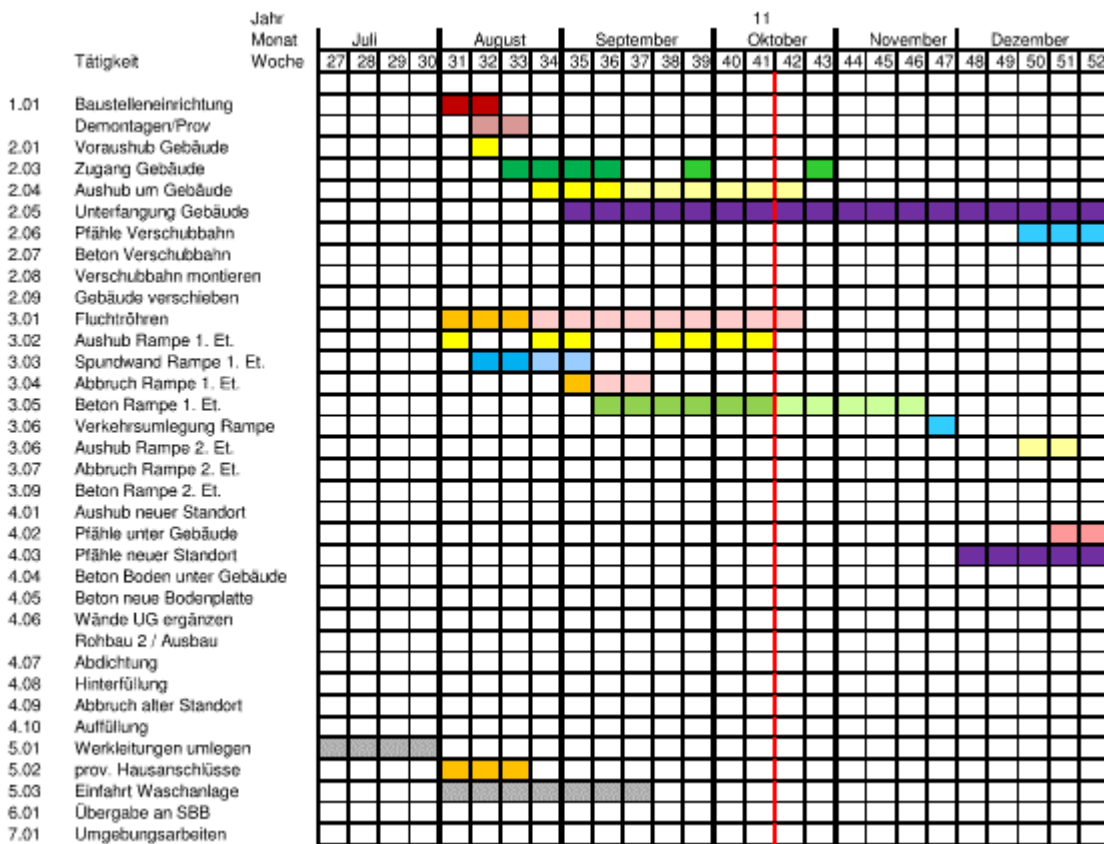 Jahr 11
Monat Juli August September Oktober November Dezember
Tätigkeit Woche 27 28 29 30 31 32 33 34 35 36 37 38 39 40 41 42 43 44 45 46 47 48 49 50 51 52
1.01 Baustelleneinrichtung
Demontagen/Prov
2.01 Voraushub Gebäude
2.03 Zugang Gebäude
2.04 Aushub um Gebäude
2.05 Unterfangung Gebäude
2.06 Pfähle Verschubbahn
2.07 Beton Verschubbahn
2.08 Verschubbahn montieren
2.09 Gebäude verschieben
3.01 Fluchtröhren
3.02 Aushub Rampe 1. Et.
3.03 Spundwand Rampe 1. Et.
3.04 Abbruch Rampe 1. Et.
3.05 Beton Rampe 1. Et.
3.06 Verkehrsumlegung Rampe
3.06 Aushub Rampe 2. Et.
3.07 Abbruch Rampe 2. Et.
3.09 Beton Rampe 2. Et.
4.01 Aushub neuer Standort
4.02 Pfähle unter Gebäude
4.03 Pfähle neuer Standort
4.04 Beton Boden unter Gebäude
4.05 Beton neue Bodenplatte
4.06 Wände UG ergänzen
Rohbau 2 / Ausbau
4.07 Abdichtung
4.08 Hinterfüllung
4.09 Abbruch alter Standort
4.10 Auffüllung
5.01 Werkleitungen umlegen
5.02 prov. Hausanschlüsse
5.03 Einfahrt Waschanlage
6.01 Übergabe an SBB
7.01 Umgebungsarbeiten